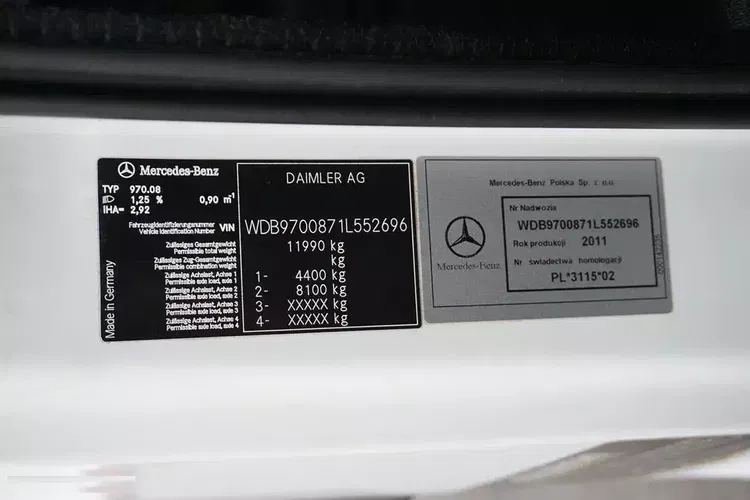 Mercedes-Benz
TYP 970.08
1,25 % 0,90 m⁻¹
IHA= 2,92
DAIMLER AG
Fahrzeugidentifizierungsnummer
Vehicle Identification Number VIN WDB9700871L552696
Zulässiges Gesamtgewicht
Permissible total weight 11990 kg
Zulässiges Zug-Gesamtgewicht
Permissible combination weight kg
Zulässige Achslast, Achse 1
Permissible axle load, axle 1 1- 4400 kg
Zulässige Achslast, Achse 2
Permissible axle load, axle 2 2- 8100 kg
Zulässige Achslast, Achse 3
Permissible axle load, axle 3 3- XXXXX kg
Zulässige Achslast, Achse 4
Permissible axle load, axle 4 4- XXXXX kg
Made in Germany
Mercedes-Benz Polska Sp. z o.o.
Mercedes-Benz
Nr Nadwozia
WDB9700871L552696
Rok produkcji 2011
Nr świadectwa homologacji
PL*3115*02